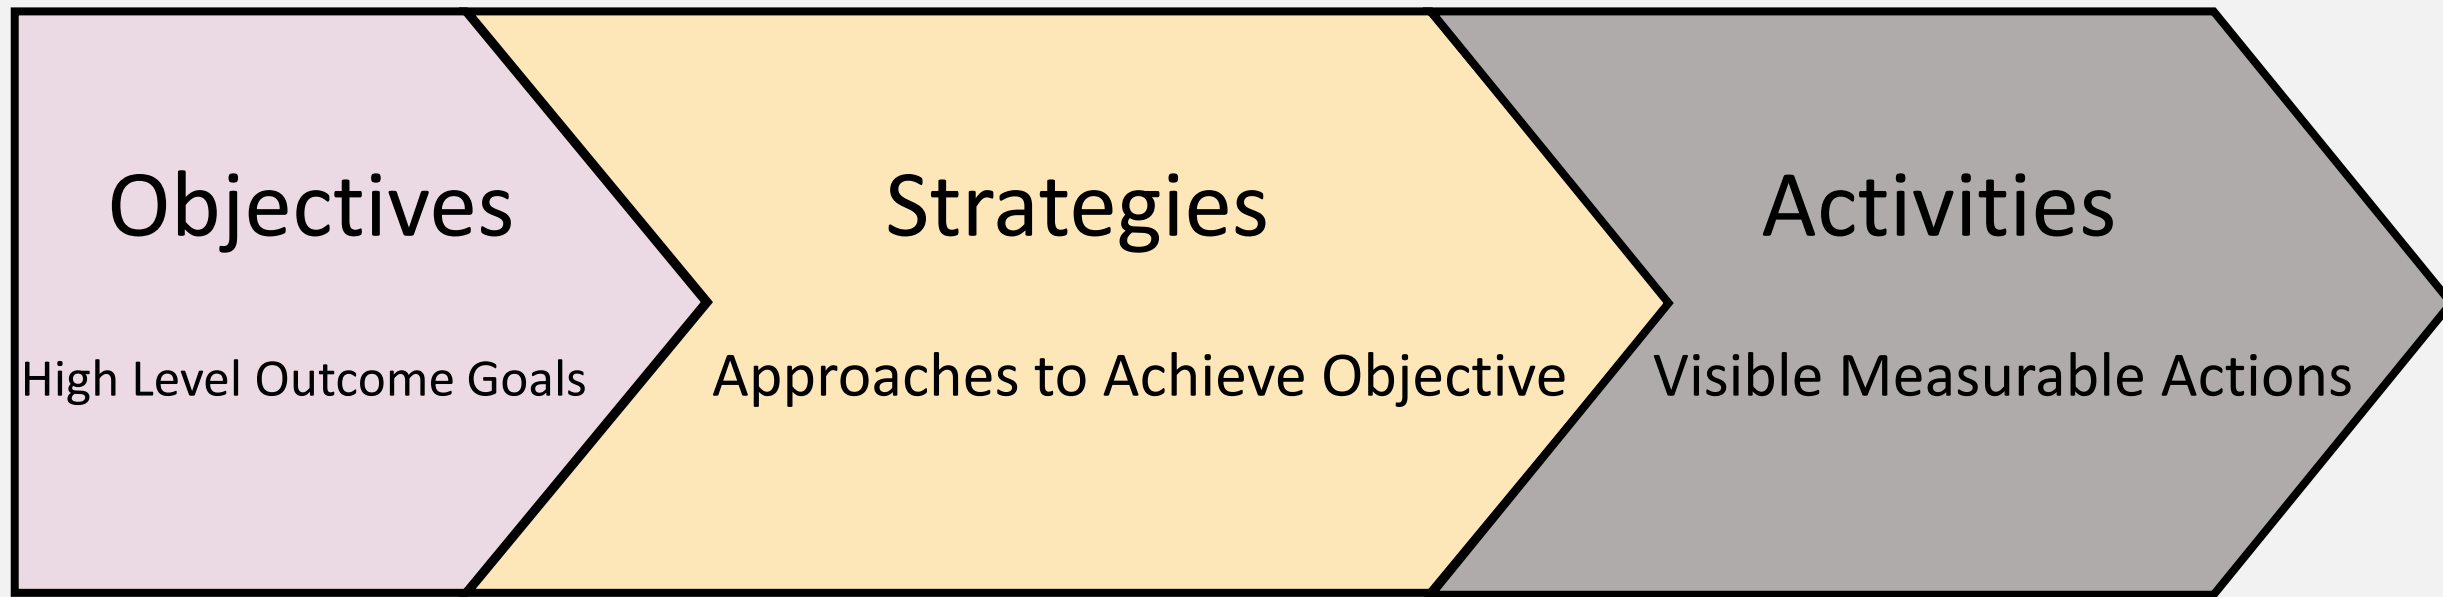 Objectives
High Level Outcome Goals
Strategies
Approaches to Achieve Objective
Activities
Visible Measurable Actions